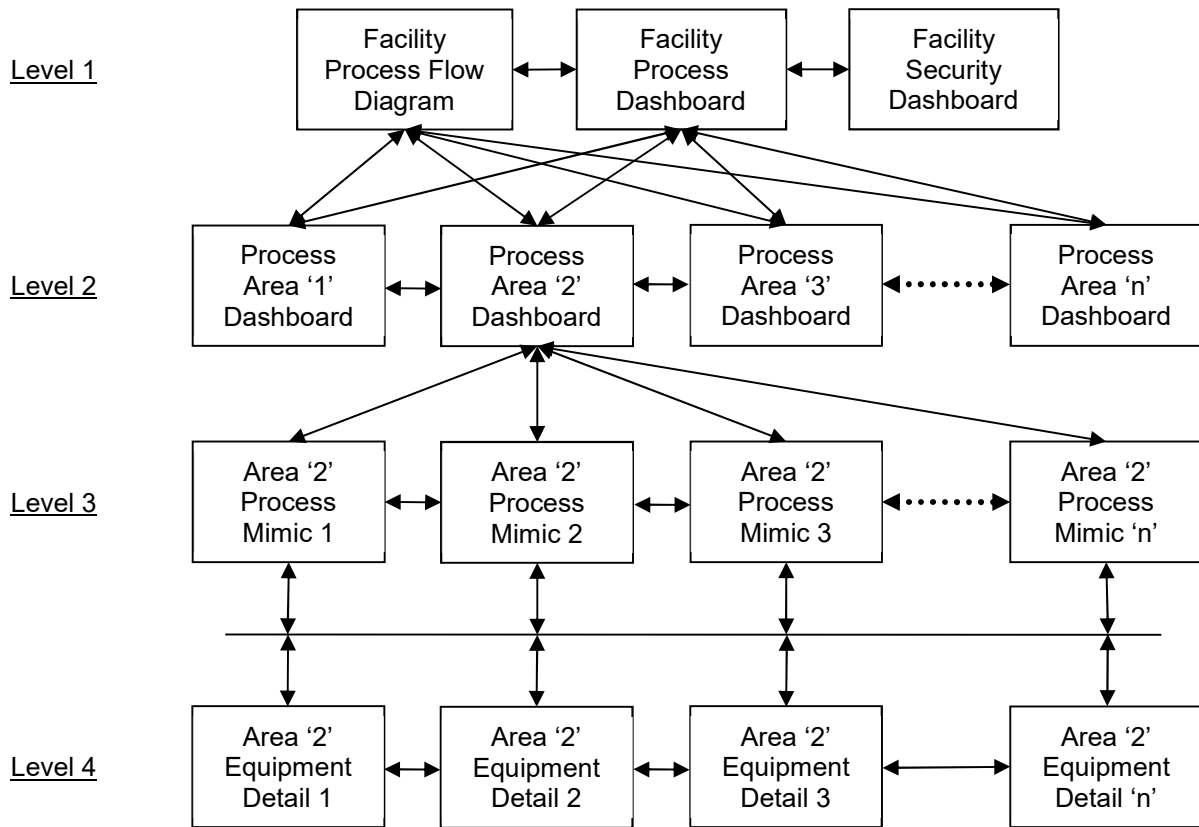 Level 1
Facility
Process Flow
Diagram
Facility
Process
Dashboard
Facility
Security
Dashboard
Level 2
Process
Area ‘1’
Dashboard
Process
Area ‘2’
Dashboard
Process
Area ‘3’
Dashboard
Process
Area ‘n’
Dashboard
Level 3
Area ‘2’
Process
Mimic 1
Area ‘2’
Process
Mimic 2
Area ‘2’
Process
Mimic 3
Area ‘2’
Process
Mimic ‘n’
Level 4
Area ‘2’
Equipment
Detail 1
Area ‘2’
Equipment
Detail 2
Area ‘2’
Equipment
Detail 3
Area ‘2’
Equipment
Detail ‘n’